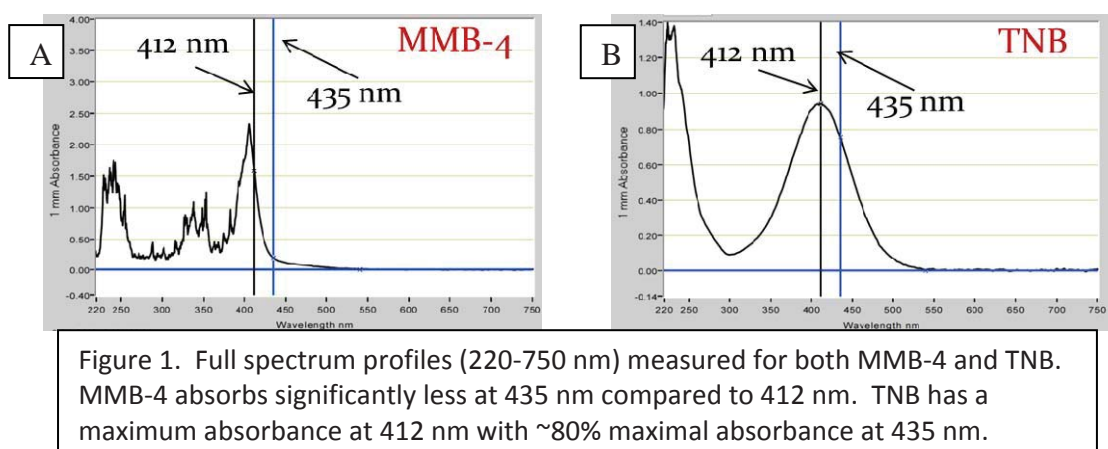 A
MMB-4
412 nm
435 nm
1 mm Absorbance
4.00
3.50
3.00
2.50
2.00
1.50
1.00
0.50
0.00
-0.40
220 250 300 350 400 450 500 550 600 650 700 750
Wavelength nm
B
TNB
412 nm
435 nm
1 mm Absorbance
1.40
1.20
1.00
0.80
0.60
0.40
0.20
0.00
-0.14
220 250 300 350 400 450 500 550 600 650 700 750
Wavelength nm
Figure 1.  Full spectrum profiles (220-750 nm) measured for both MMB-4 and TNB.
MMB-4 absorbs significantly less at 435 nm compared to 412 nm.  TNB has a
maximum absorbance at 412 nm with ~80% maximal absorbance at 435 nm.